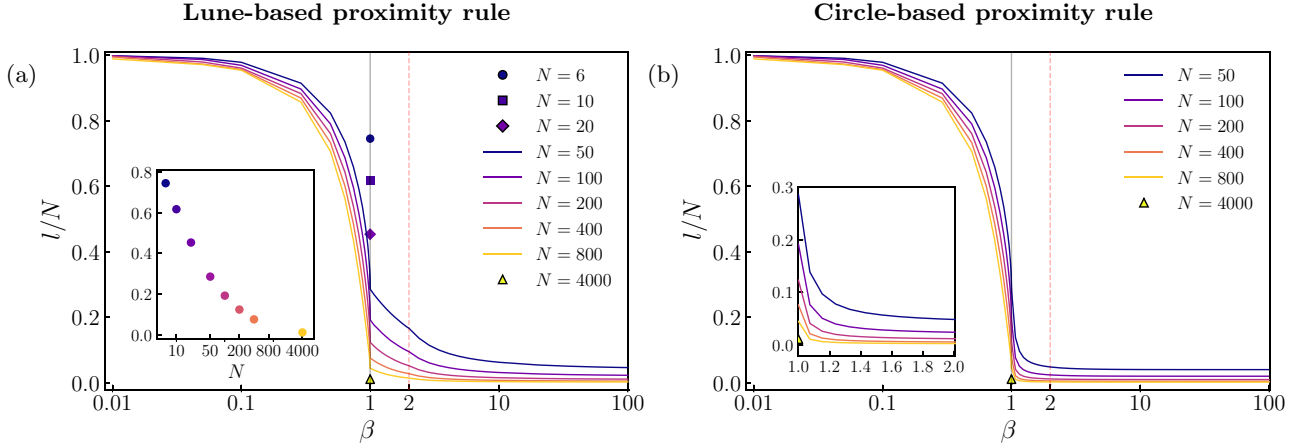 Lune-based proximity rule
(a)
l/N
1.0
0.8
0.6
0.4
0.2
0.0
0.01
0.1
1
2
10
100
β
N = 6
N = 10
N = 20
N = 50
N = 100
N = 200
N = 400
N = 800
N = 4000
0.8
0.6
0.4
0.2
0.0
10
50
200
800
4000
N
Circle-based proximity rule
(b)
l/N
1.0
0.8
0.6
0.4
0.2
0.0
0.01
0.1
1
2
10
100
β
N = 50
N = 100
N = 200
N = 400
N = 800
N = 4000
0.3
0.2
0.1
0.0
1.0
1.2
1.4
1.6
1.8
2.0